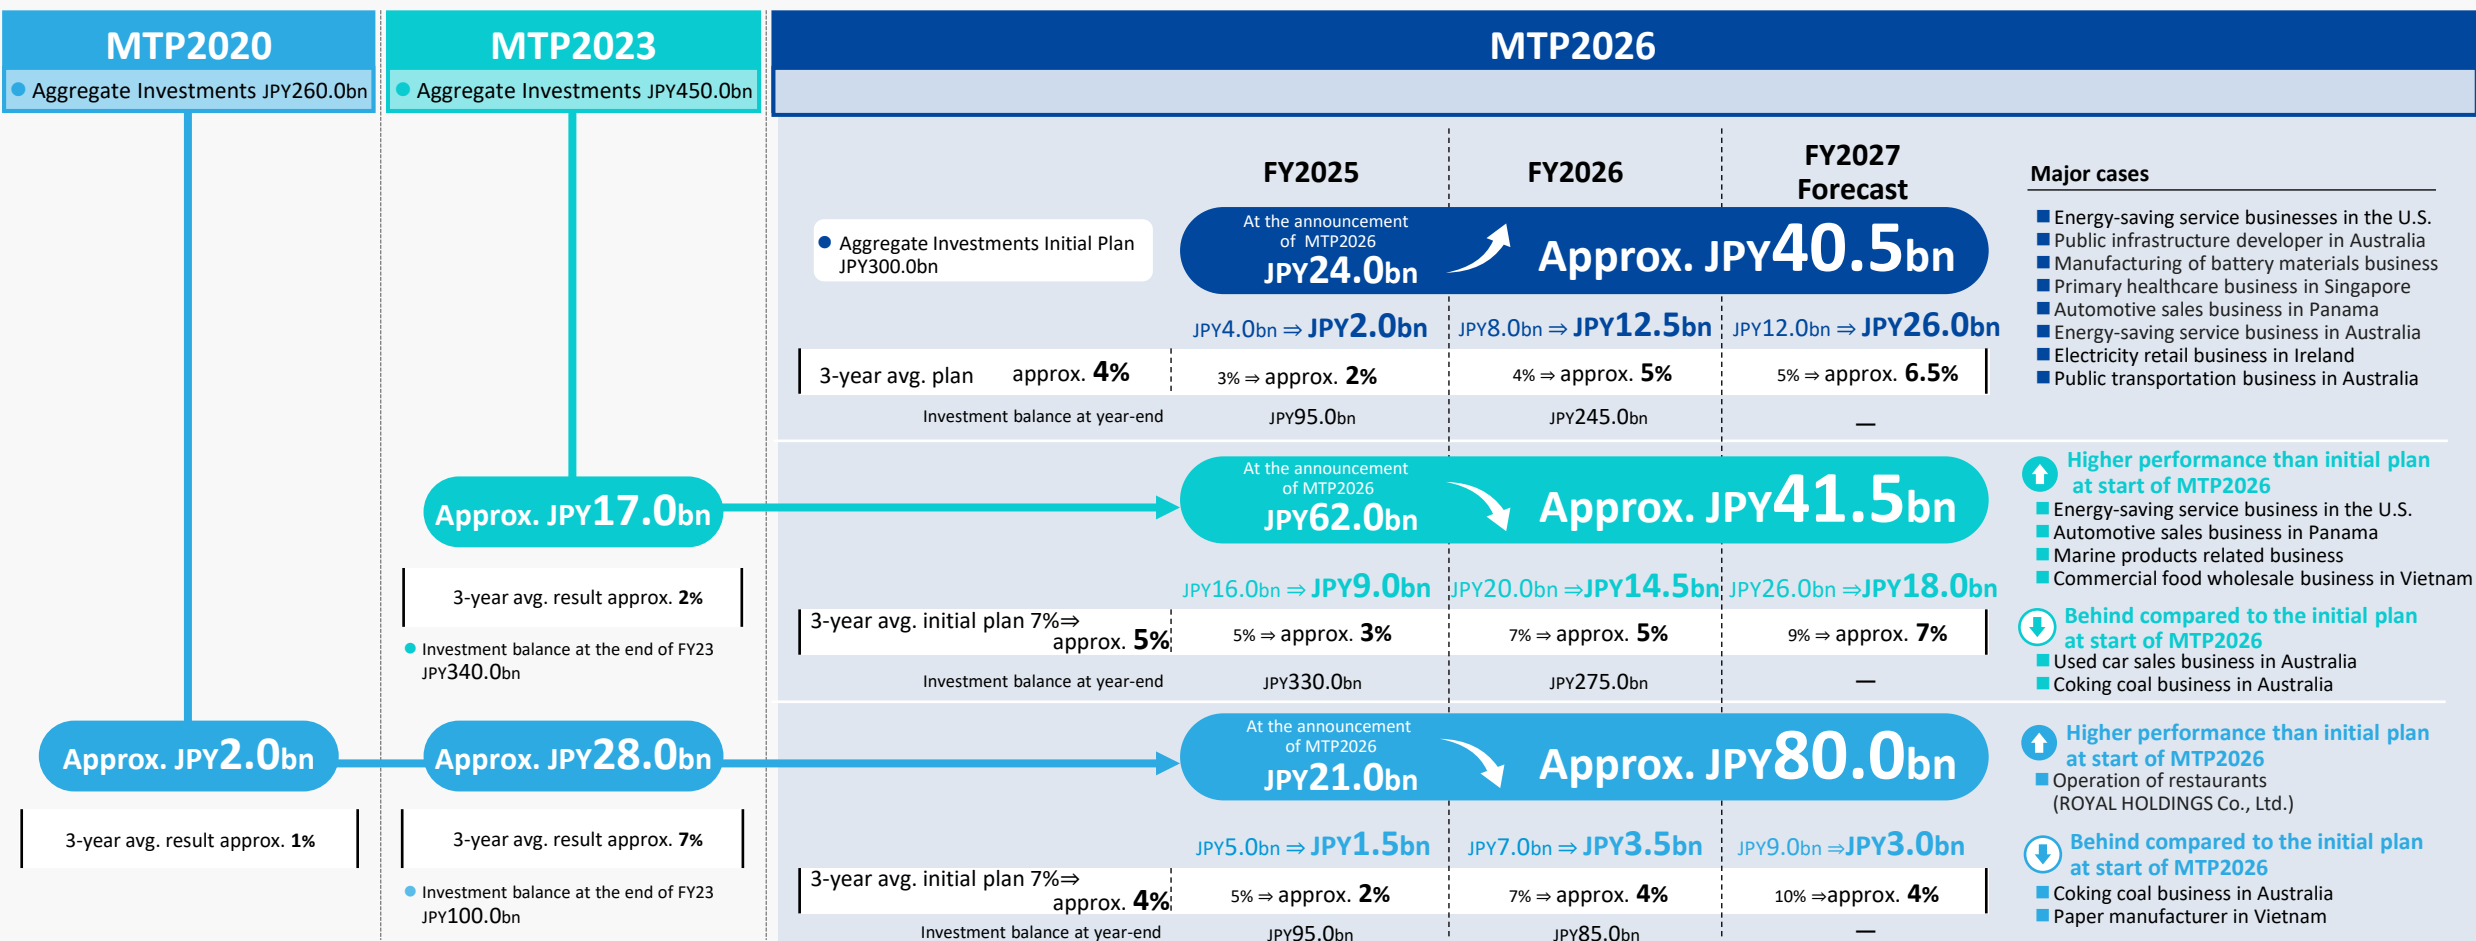 MTP2020
● Aggregate Investments JPY260.0bn
MTP2023
● Aggregate Investments JPY450.0bn
MTP2026
FY2025
FY2026
FY2027
Forecast
● Aggregate Investments Initial Plan
JPY300.0bn
At the announcement
of MTP2026
JPY24.0bn
Approx. JPY40.5bn
JPY4.0bn ⇒ JPY2.0bn
JPY8.0bn ⇒ JPY12.5bn
JPY12.0bn ⇒ JPY26.0bn
3-year avg. plan approx. 4%
3% ⇒ approx. 2%
4% ⇒ approx. 5%
5% ⇒ approx. 6.5%
Investment balance at year-end
JPY95.0bn
JPY245.0bn
—
Major cases
■ Energy-saving service businesses in the U.S.
■ Public infrastructure developer in Australia
■ Manufacturing of battery materials business
■ Primary healthcare business in Singapore
■ Automotive sales business in Panama
■ Energy-saving service business in Australia
■ Electricity retail business in Ireland
■ Public transportation business in Australia
Approx. JPY17.0bn
3-year avg. result approx. 2%
● Investment balance at the end of FY23
JPY340.0bn
At the announcement
of MTP2026
JPY62.0bn
Approx. JPY41.5bn
JPY16.0bn ⇒ JPY9.0bn
JPY20.0bn ⇒JPY14.5bn
JPY26.0bn ⇒JPY18.0bn
3-year avg. initial plan 7%⇒
approx. 5%
5% ⇒ approx. 3%
7% ⇒ approx. 5%
9% ⇒ approx. 7%
Investment balance at year-end
JPY330.0bn
JPY275.0bn
—
Higher performance than initial plan
at start of MTP2026
■ Energy-saving service business in the U.S.
■ Automotive sales business in Panama
■ Marine products related business
■ Commercial food wholesale business in Vietnam
Behind compared to the initial plan
at start of MTP2026
■ Used car sales business in Australia
■ Coking coal business in Australia
Approx. JPY2.0bn
3-year avg. result approx. 1%
Approx. JPY28.0bn
3-year avg. result approx. 7%
● Investment balance at the end of FY23
JPY100.0bn
At the announcement
of MTP2026
JPY21.0bn
Approx. JPY80.0bn
JPY5.0bn ⇒ JPY1.5bn
JPY7.0bn ⇒ JPY3.5bn
JPY9.0bn ⇒JPY3.0bn
3-year avg. initial plan 7%⇒
approx. 4%
5% ⇒ approx. 2%
7% ⇒ approx. 4%
10% ⇒approx. 4%
Investment balance at year-end
JPY95.0bn
JPY85.0bn
—
Higher performance than initial plan
at start of MTP2026
■ Operation of restaurants
(ROYAL HOLDINGS Co., Ltd.)
Behind compared to the initial plan
at start of MTP2026
■ Coking coal business in Australia
■ Paper manufacturer in Vietnam